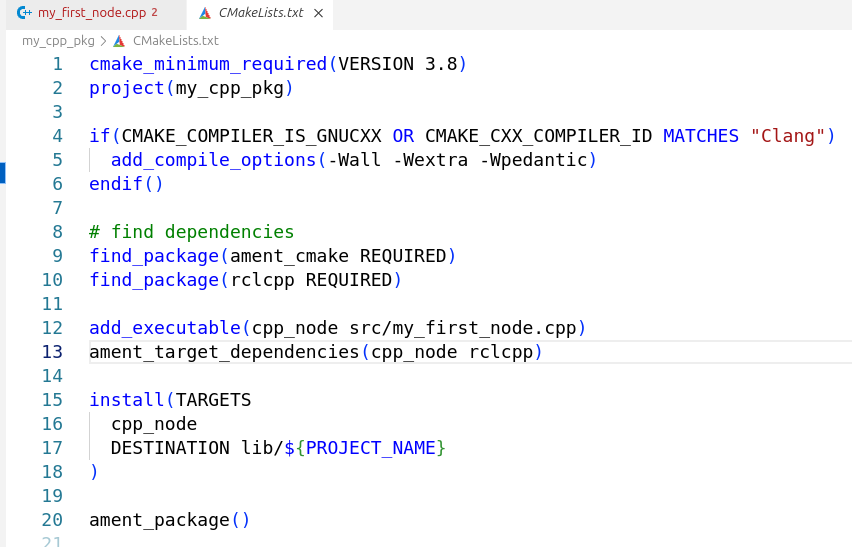 my_first_node.cpp 2
CMakeLists.txt
my_cpp_pkg > CMakeLists.txt
1 cmake_minimum_required(VERSION 3.8)
2 project(my_cpp_pkg)
3
4 if(CMAKE_COMPILER_IS_GNUCXX OR CMAKE_CXX_COMPILER_ID MATCHES "Clang")
5   add_compile_options(-Wall -Wextra -Wpedantic)
6 endif()
7
8 # find dependencies
9 find_package(ament_cmake REQUIRED)
10 find_package(rclcpp REQUIRED)
11
12 add_executable(cpp_node src/my_first_node.cpp)
13 ament_target_dependencies(cpp_node rclcpp)
14
15 install(TARGETS
16   cpp_node
17   DESTINATION lib/${PROJECT_NAME}
18 )
19
20 ament_package()
21